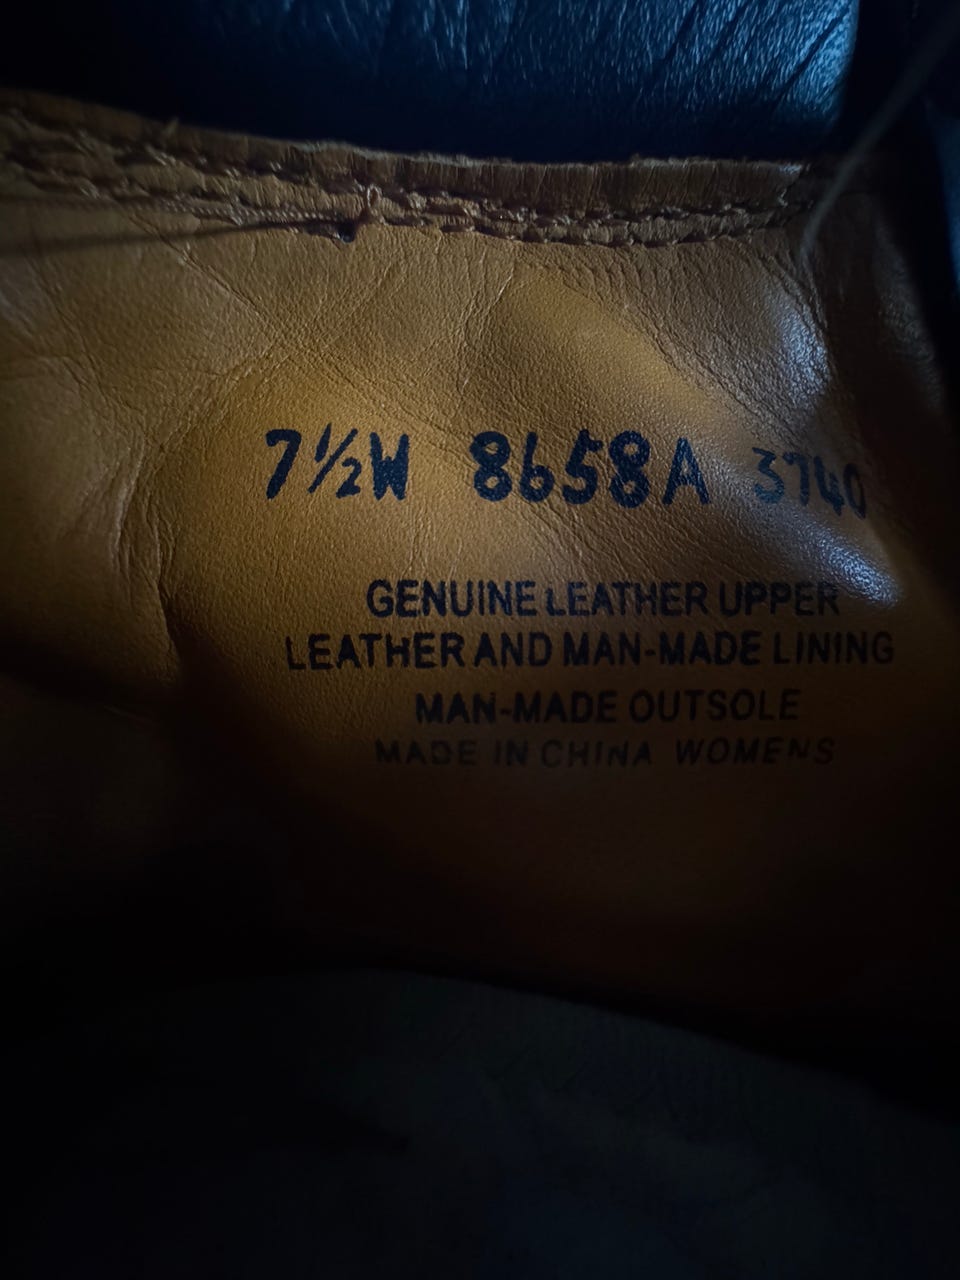 7½W 8658A 3740
GENUINE LEATHER UPPER
LEATHER AND MAN-MADE LINING
MAN-MADE OUTSOLE
MADE IN CHINA WOMENS